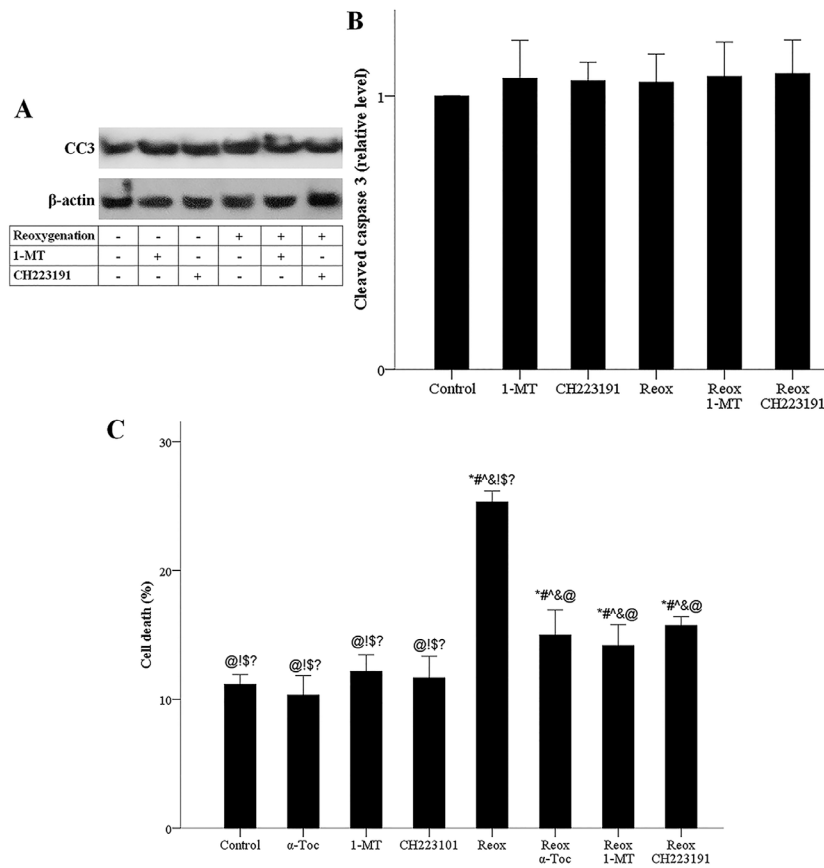 A
CC3
β-actin
Reoxygenation - - - + + +
1-MT - + - - + -
CH223191 - - + - - +
B
Cleaved caspase 3 (relative level)
1
0
Control 1-MT CH223191 Reox Reox Reox
1-MT CH223191
C
Cell death (%)
30
20
10
0
@!$? @!$? @!$? @!$? *#^&!$? *#^&@ *#^&@ *#^&@
Control α-Toc 1-MT CH223101 Reox Reox Reox Reox
α-Toc 1-MT CH223191